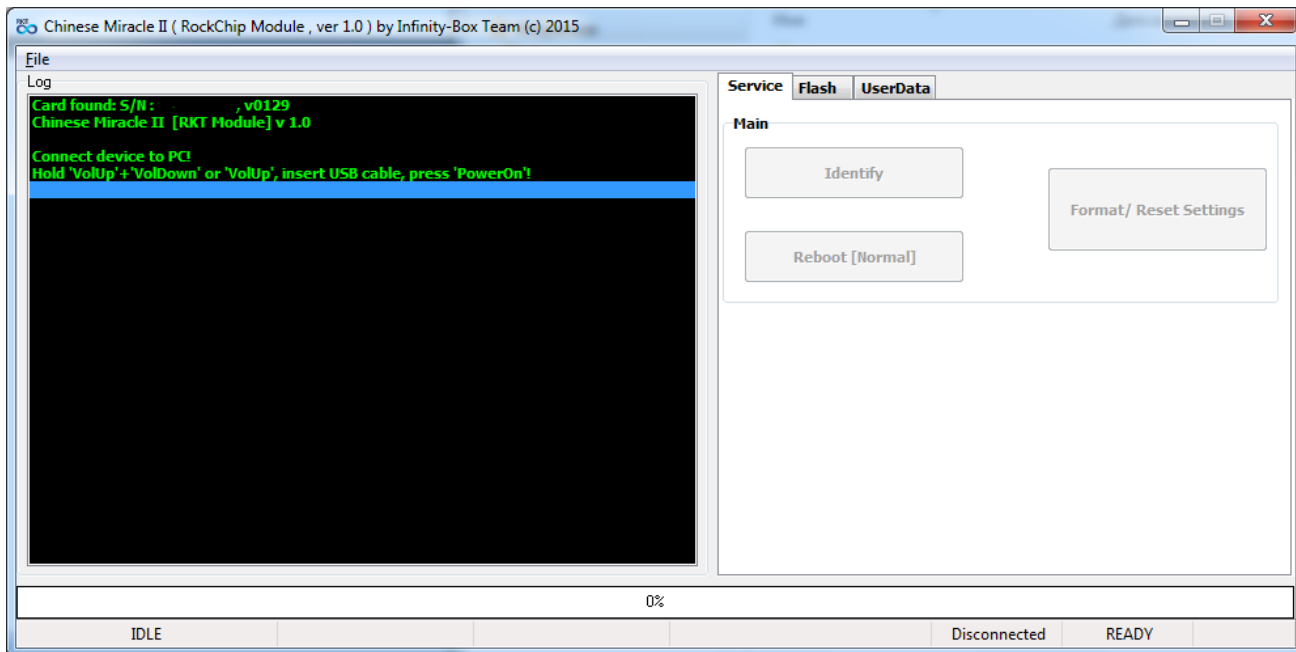 Chinese Miracle II ( RockChip Module , ver 1.0 ) by Infinity-Box Team (c) 2015
File
Log
Card found: S/N : , v0129
Chinese Miracle II [RKT Module] v 1.0
Connect device to PC!
Hold 'VolUp'+'VolDown' or 'VolUp', insert USB cable, press 'PowerOn'!
Service Flash UserData
Main
Identify
Format/ Reset Settings
Reboot [Normal]
0%
IDLE Disconnected READY